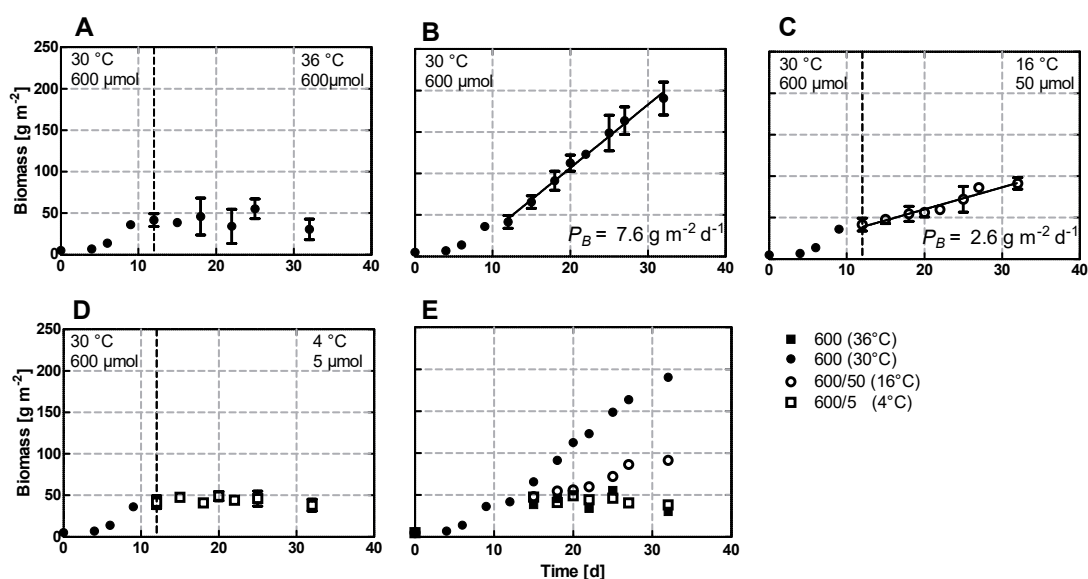 A
B
C
250
200
150
100
50
0
Biomass [g m-2]
30 °C
600 µmol
36 °C
600µmol
0 10 20 30 40
30 °C
600 µmol
PB = 7.6 g m-2 d-1
0 10 20 30 40
30 °C
600 µmol
16 °C
50 µmol
PB = 2.6 g m-2 d-1
0 10 20 30 40
D
E
250
200
150
100
50
0
Biomass [g m-2]
30 °C
600 µmol
4 °C
5 µmol
0 10 20 30 40
0 10 20 30 40
Time [d]
600 (36°C)
600 (30°C)
600/50 (16°C)
600/5 (4°C)